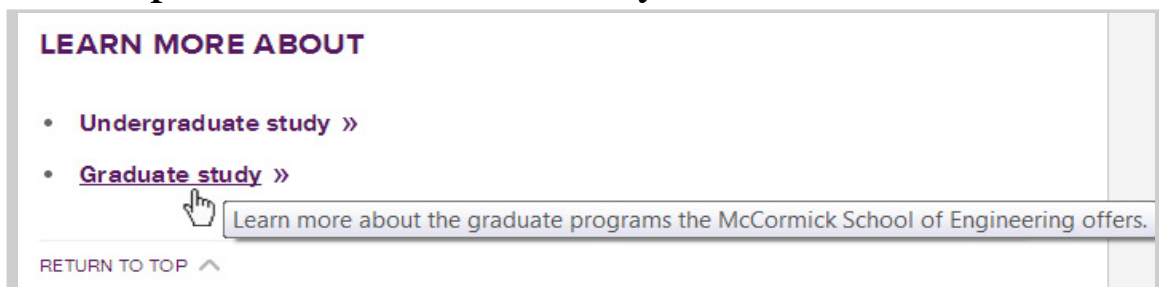 LEARN MORE ABOUT
• Undergraduate study »
• Graduate study »
Learn more about the graduate programs the McCormick School of Engineering offers.
RETURN TO TOP